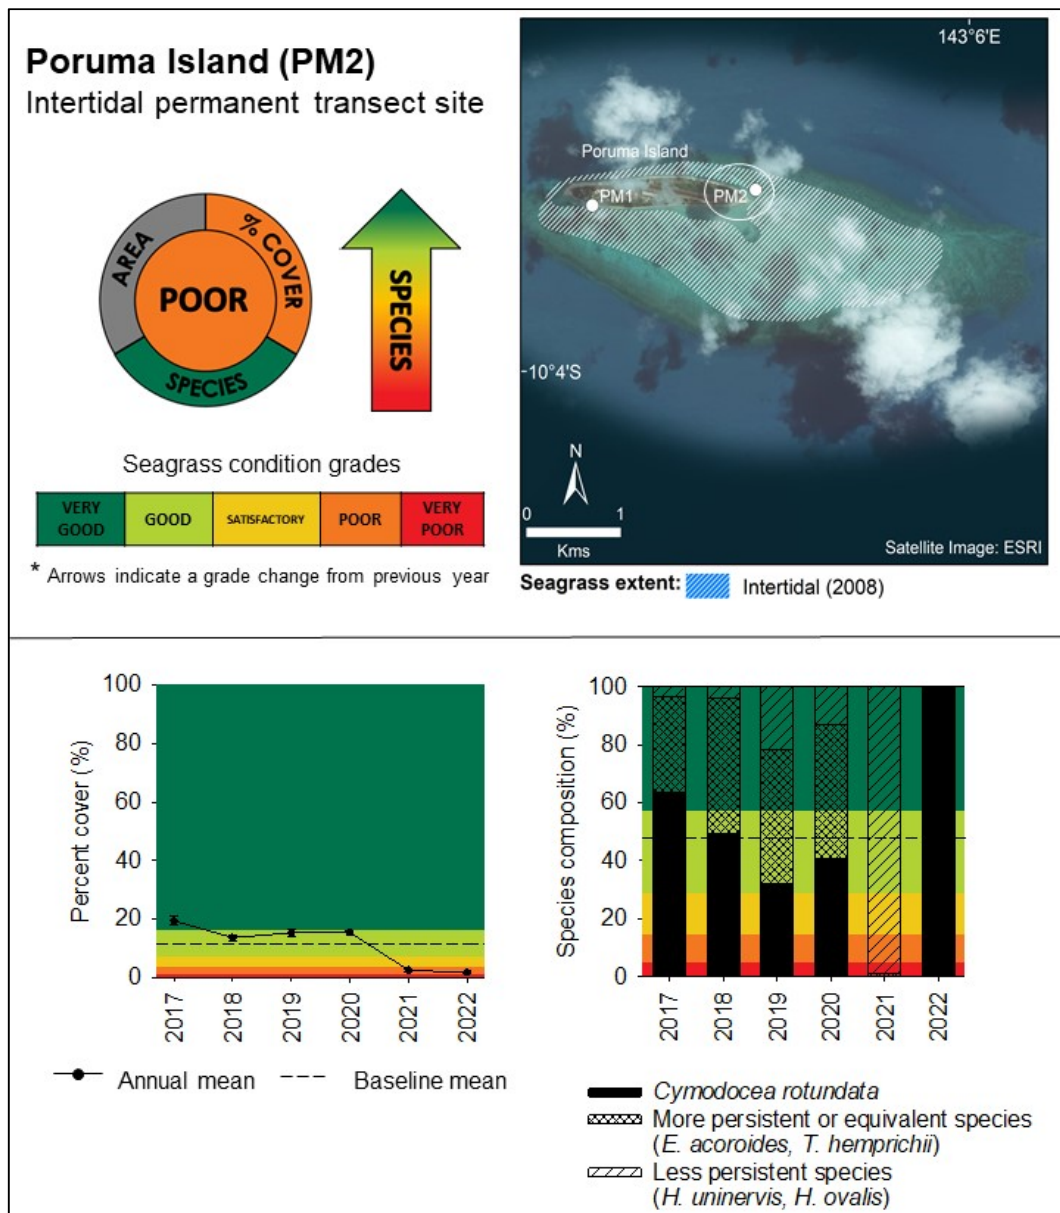 Poruma Island (PM2)
Intertidal permanent transect site
AREA
% COVER
POOR
SPECIES
SPECIES
Seagrass condition grades
VERY GOOD
GOOD
SATISFACTORY
POOR
VERY POOR
* Arrows indicate a grade change from previous year
143°6'E
Poruma Island
PM1
PM2
10°4'S
N
0
1
Kms
Satellite Image: ESRI
Seagrass extent:
Intertidal (2008)
Percent cover (%)
100
80
60
40
20
0
2017
2018
2019
2020
2021
2022
Annual mean
Baseline mean
Species composition (%)
100
80
60
40
20
0
2017
2018
2019
2020
2021
2022
Cymodocea rotundata
More persistent or equivalent species
(E. acoroides, T. hemprichii)
Less persistent species
(H. uninervis, H. ovalis)